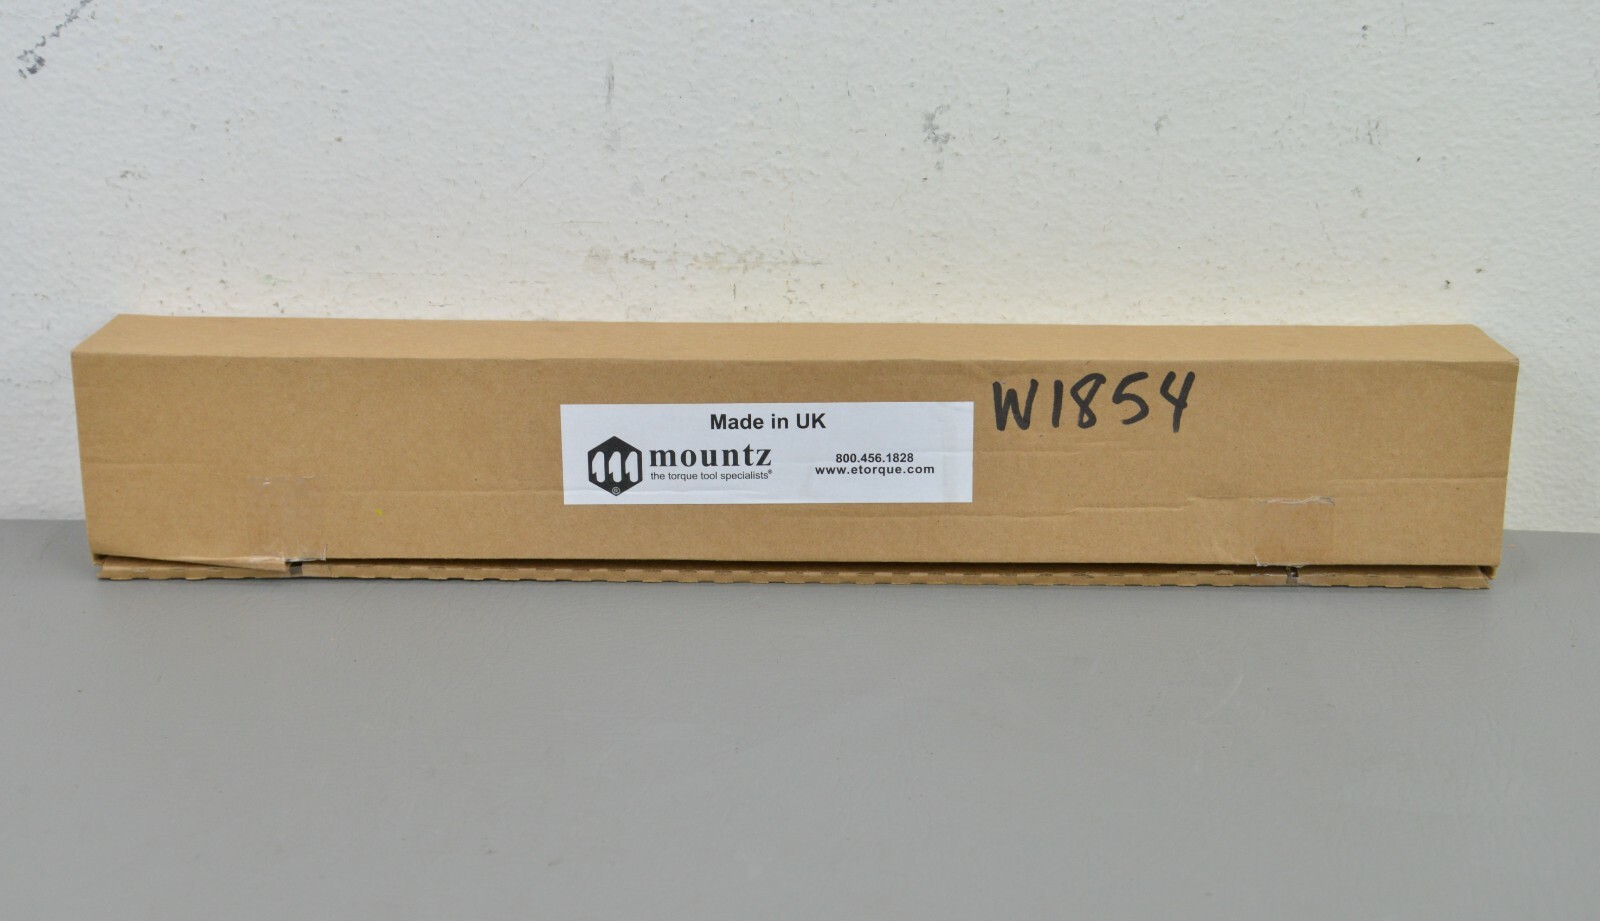 Made in UK
mountz
the torque tool specialists®
800.456.1828
www.etorque.com
W1854